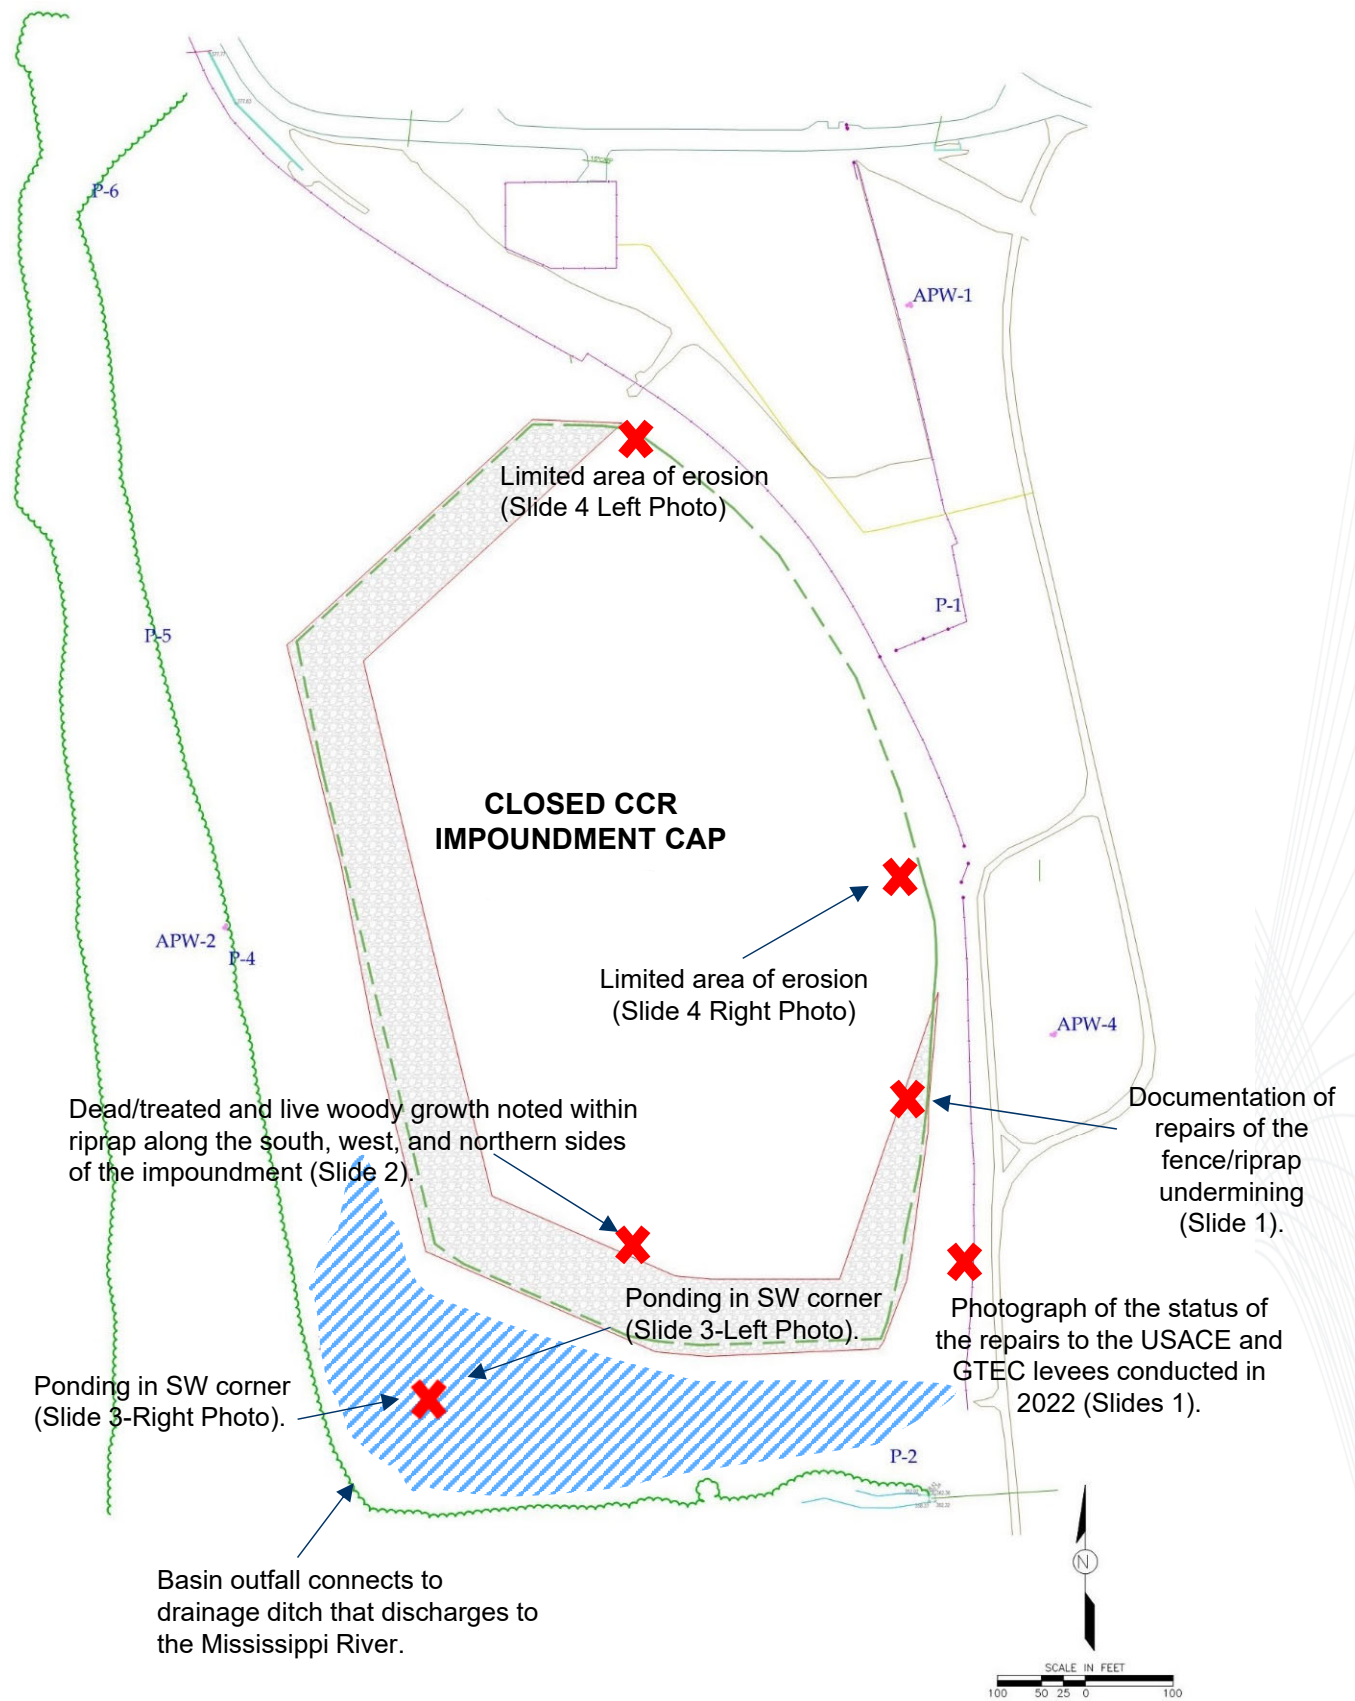 P-6
APW-1
Limited area of erosion
(Slide 4 Left Photo)
P-1
P-5
CLOSED CCR
IMPOUNDMENT CAP
APW-2
P-4
Limited area of erosion
(Slide 4 Right Photo)
APW-4
Dead/treated and live woody growth noted within
riprap along the south, west, and northern sides
of the impoundment (Slide 2).
Documentation of
repairs of the
fence/riprap
undermining
(Slide 1).
Ponding in SW corner
(Slide 3-Left Photo).
Photograph of the status of
the repairs to the USACE and
GTEC levees conducted in
2022 (Slides 1).
Ponding in SW corner
(Slide 3-Right Photo).
P-2
Basin outfall connects to
drainage ditch that discharges to
the Mississippi River.
N
SCALE IN FEET
100 50 25 0 100